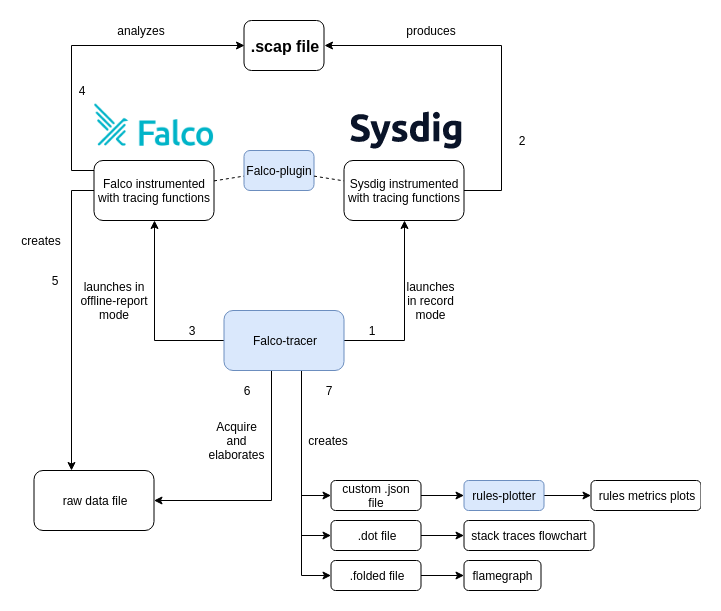 analyzes
produces
.scap file
4
Falco
Sysdig
2
Falco-plugin
Falco instrumented
with tracing functions
Sysdig instrumented
with tracing functions
creates
5
launches in
offline-report
mode
launches
in record
mode
3
1
Falco-tracer
6
7
Acquire
and
elaborates
creates
raw data file
custom .json
file
rules-plotter
rules metrics plots
.dot file
stack traces flowchart
.folded file
flamegraph